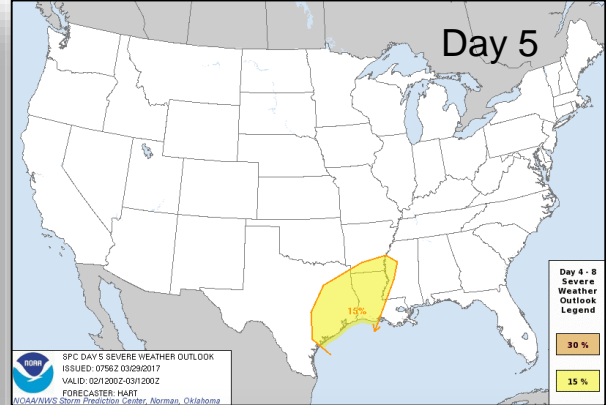 Day 5
15%
Day 4 - 8
Severe
Weather
Outlook
Legend
30 %
15 %
NOAA
SPC DAY 5 SEVERE WEATHER OUTLOOK
ISSUED: 0756Z 03/29/2017
VALID: 02/1200Z-03/1200Z
FORECASTER: HART
NOAA/NWS Storm Prediction Center, Norman, Oklahoma